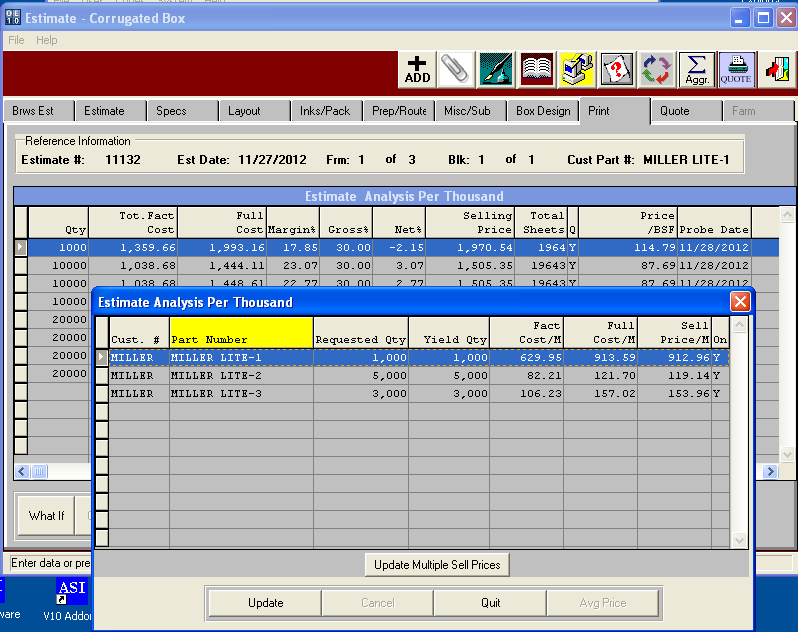 Estimate - Corrugated Box
File Help
ADD
Aggr.
QUOTE
Brws Est Estimate Specs Layout Inks/Pack Prep/Route Misc/Sub Box Design Print Quote Farm
Reference Information
Estimate #: 11132 Est Date: 11/27/2012 Frm: 1 of 3 Blk: 1 of 1 Cust Part #: MILLER LITE-1
Estimate Analysis Per Thousand
Tot.Fact Full Selling Total Price
Qty Cost Cost Margin% Gross% Net% Price Sheets Q /BSF Probe Date
1000 1,359.66 1,993.16 17.85 30.00 -2.15 1,970.54 1964 Y 114.79 11/28/2012
10000 1,038.68 1,444.11 23.07 30.00 3.07 1,505.35 19643 Y 87.69 11/28/2012
10000 1,038.68 1,448.61 22.77 30.00 2.77 1,505.35 19643 Y 87.69 11/28/2012
10000
20000
20000
20000
20000
Estimate Analysis Per Thousand
Fact Full Sell
Cust. # Part Number Requested Qty Yield Qty Cost/M Cost/M Price/M On
MILLER MILLER LITE-1 1,000 1,000 629.95 913.59 912.96 Y
MILLER MILLER LITE-2 5,000 5,000 82.21 121.70 119.14 Y
MILLER MILLER LITE-3 3,000 3,000 106.23 157.02 153.96 Y
What If
Update Multiple Sell Prices
Enter data or pre
Update Cancel Quit Avg Price
ASI
ware V10 Addon